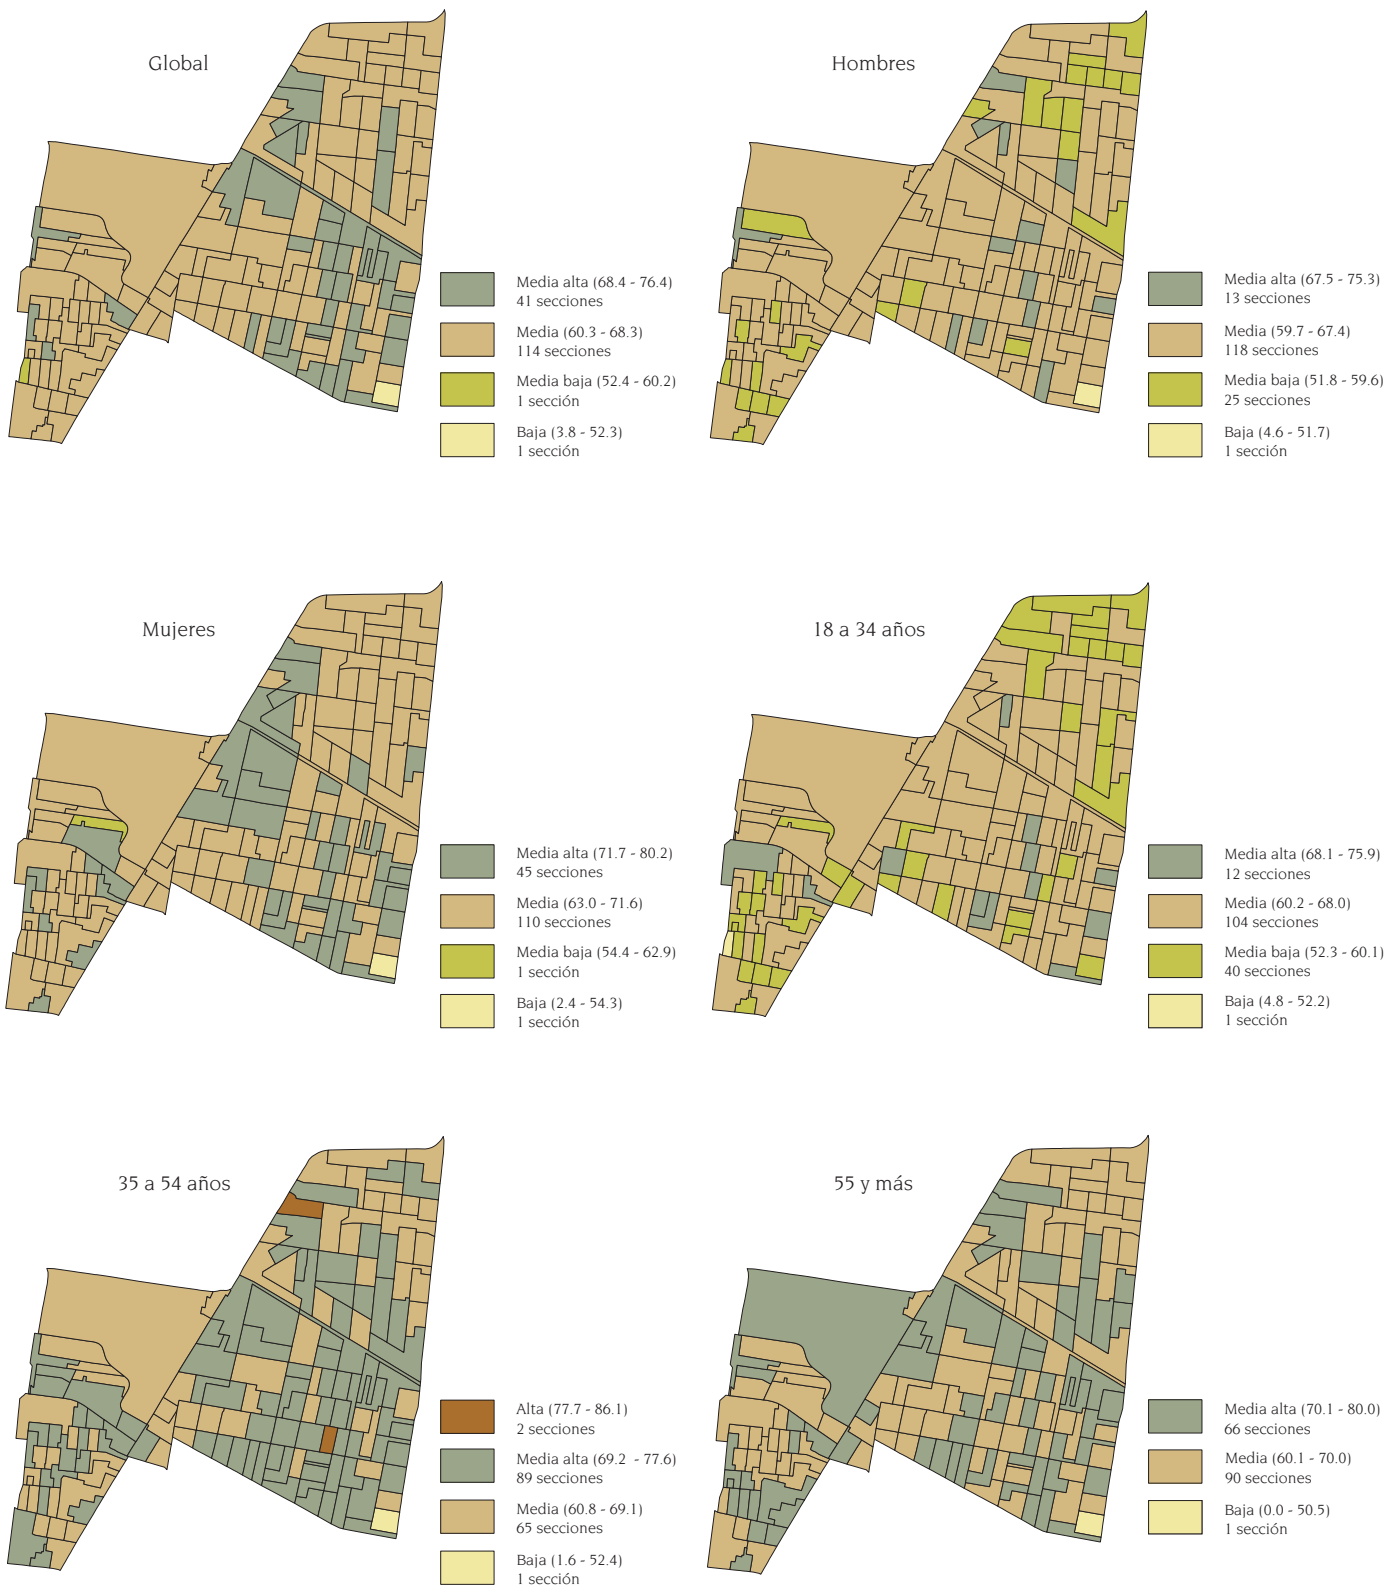 Global
Media alta (68.4 - 76.4)
41 secciones
Media (60.3 - 68.3)
114 secciones
Media baja (52.4 - 60.2)
1 sección
Baja (3.8 - 52.3)
1 sección
Hombres
Media alta (67.5 - 75.3)
13 secciones
Media (59.7 - 67.4)
118 secciones
Media baja (51.8 - 59.6)
25 secciones
Baja (4.6 - 51.7)
1 sección
Mujeres
Media alta (71.7 - 80.2)
45 secciones
Media (63.0 - 71.6)
110 secciones
Media baja (54.4 - 62.9)
1 sección
Baja (2.4 - 54.3)
1 sección
18 a 34 años
Media alta (68.1 - 75.9)
12 secciones
Media (60.2 - 68.0)
104 secciones
Media baja (52.3 - 60.1)
40 secciones
Baja (4.8 - 52.2)
1 sección
35 a 54 años
Alta (77.7 - 86.1)
2 secciones
Media alta (69.2 - 77.6)
89 secciones
Media (60.8 - 69.1)
65 secciones
Baja (1.6 - 52.4)
1 sección
55 y más
Media alta (70.1 - 80.0)
66 secciones
Media (60.1 - 70.0)
90 secciones
Baja (0.0 - 50.5)
1 sección